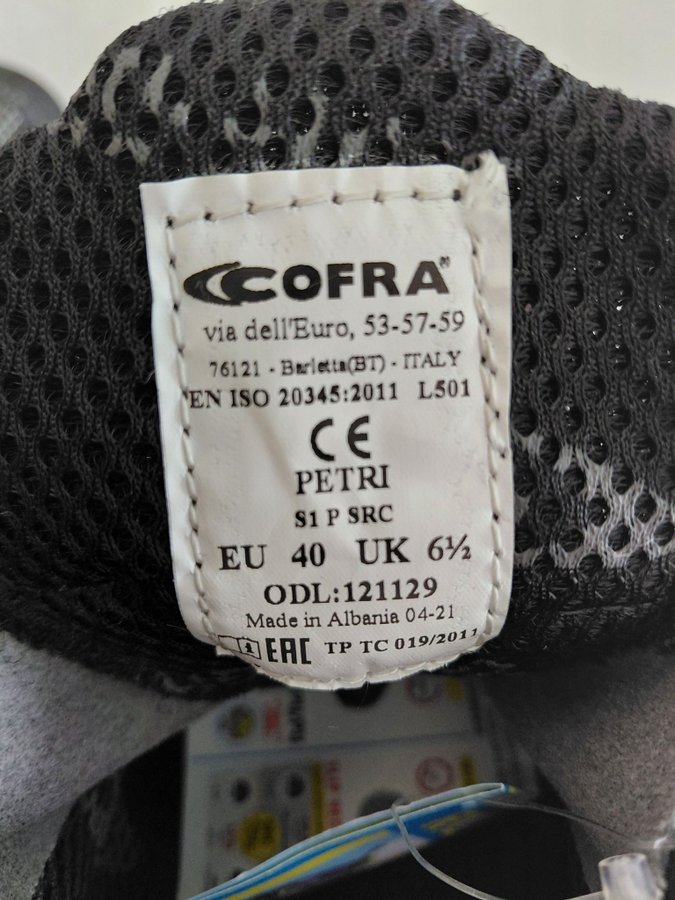 COFRA
via dell'Euro, 53-57-59
76121 - Barletta(BT) - ITALY
EN ISO 20345:2011 L501
CE
PETRI
S1 P SRC
EU 40 UK 6½
ODL:121129
Made in Albania 04-21
EAC TP TC 019/2011